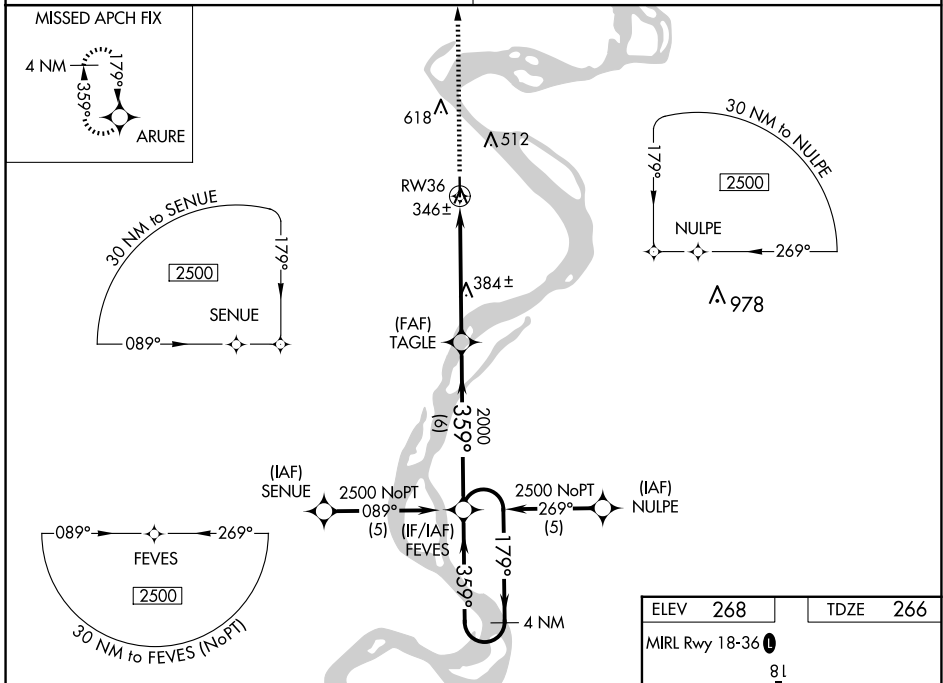 MISSED APCH FIX
4 NM
179°
359°
ARURE
618
512
RW36
346±
384±
30 NM to NULPE
179°
2500
NULPE
269°
978
30 NM to SENUE
179°
2500
SENUE
089°
(FAF)
TAGLE
2000
359°
(6)
(IAF)
SENUE
2500 NoPT
089°
(5)
(IF/IAF)
FEVES
2500 NoPT
269°
(5)
(IAF)
NULPE
179°
359°
4 NM
089°
269°
FEVES
2500
30 NM to FEVES (NoPT)
ELEV 268
TDZE 266
MIRL Rwy 18-36 L
18